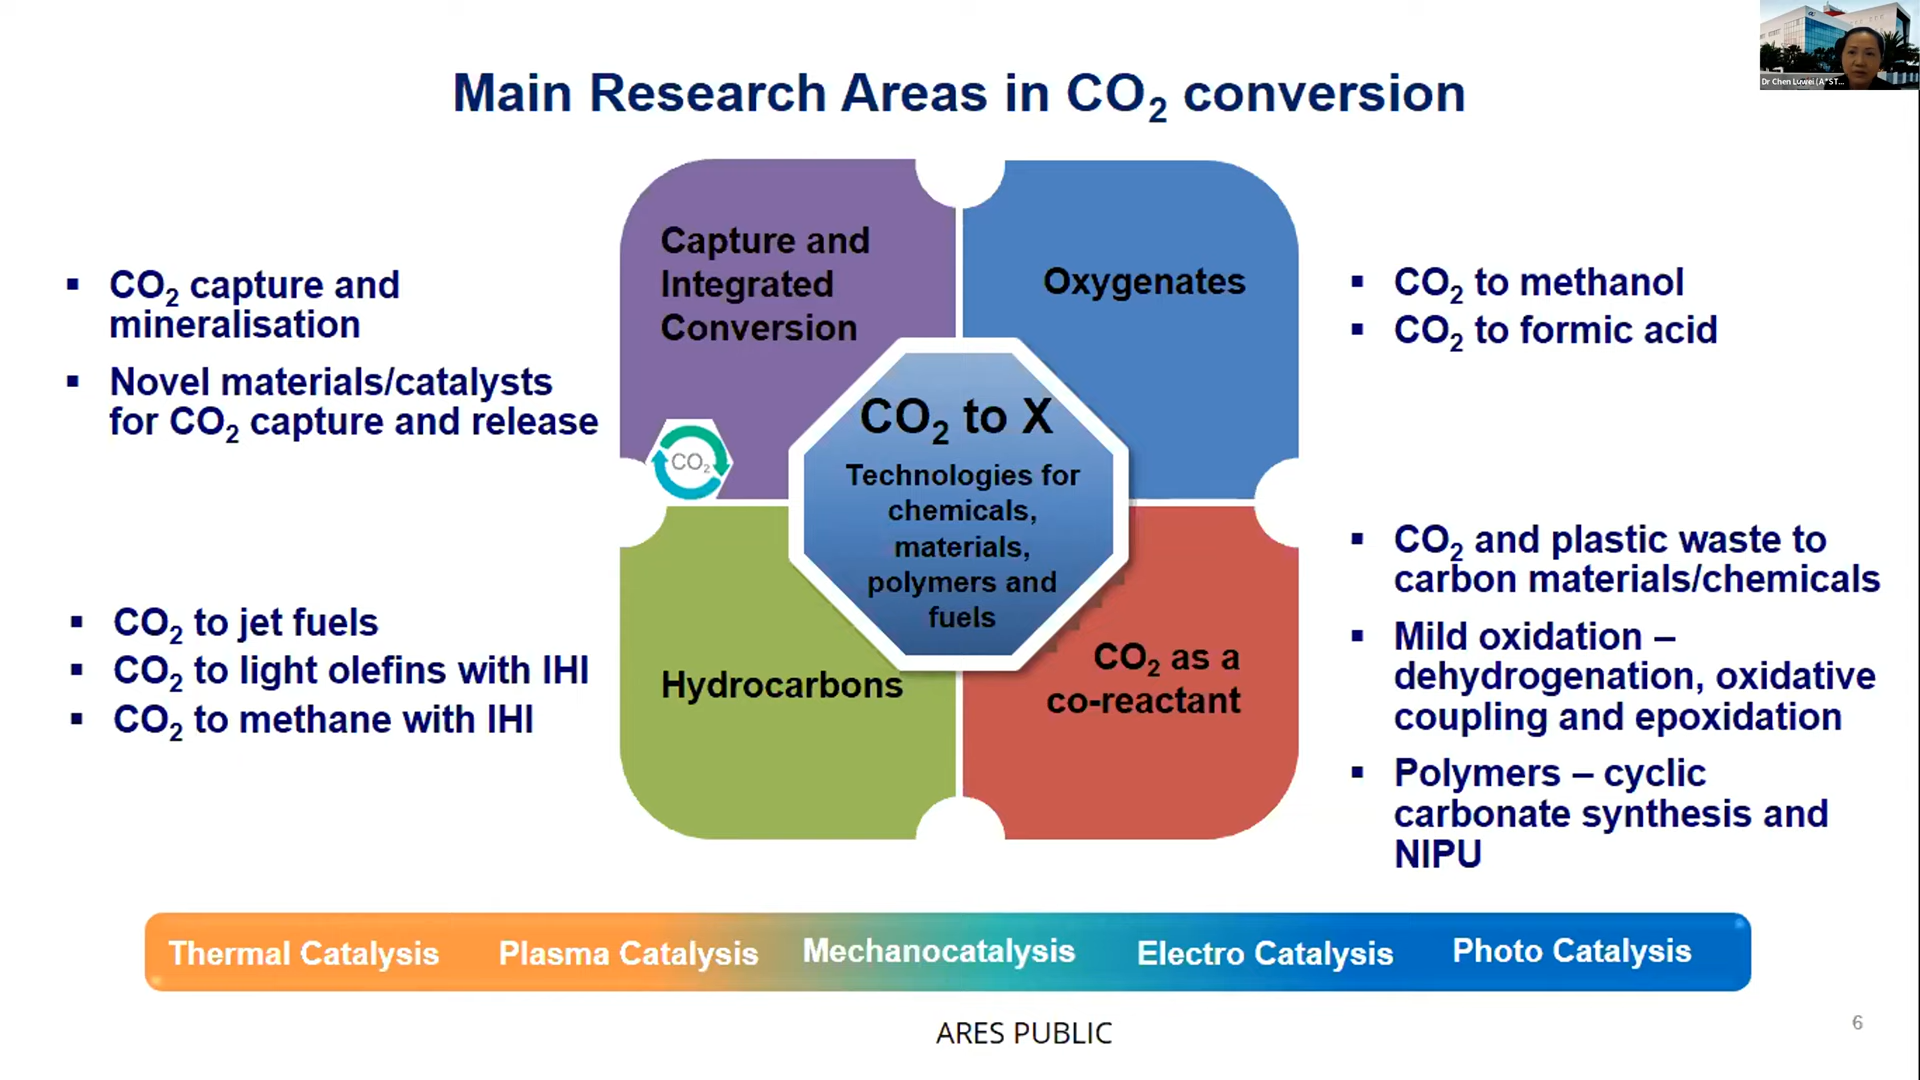 Main Research Areas in CO₂ conversion
Dr Chen Luwei (A*ST...
Capture and
Integrated
Conversion
Oxygenates
▪ CO₂ capture and
mineralisation
▪ Novel materials/catalysts
for CO₂ capture and release
▪ CO₂ to methanol
▪ CO₂ to formic acid
CO₂
CO₂ to X
Technologies for
chemicals,
materials,
polymers and
fuels
▪ CO₂ to jet fuels
▪ CO₂ to light olefins with IHI
▪ CO₂ to methane with IHI
Hydrocarbons
CO₂ as a
co-reactant
▪ CO₂ and plastic waste to
carbon materials/chemicals
▪ Mild oxidation –
dehydrogenation, oxidative
coupling and epoxidation
▪ Polymers – cyclic
carbonate synthesis and
NIPU
Thermal Catalysis Plasma Catalysis Mechanocatalysis Electro Catalysis Photo Catalysis
ARES PUBLIC
6